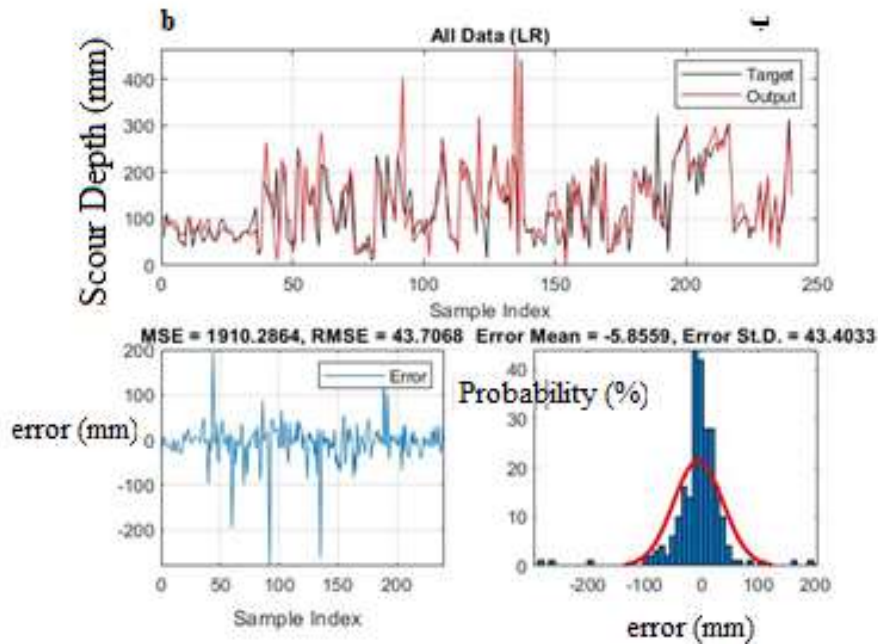 b
All Data (LR)
Scour Depth (mm)
400
300
200
100
0
Target
Output
0 50 100 150 200 250
Sample Index
MSE = 1910.2864, RMSE = 43.7068 Error Mean = -5.8559, Error St.D. = 43.4033
error (mm)
200
100
0
-100
-200
Error
0 50 100 150 200
Sample Index
Probability (%)
40
30
20
10
0
-200 -100 0 100 200
error (mm)